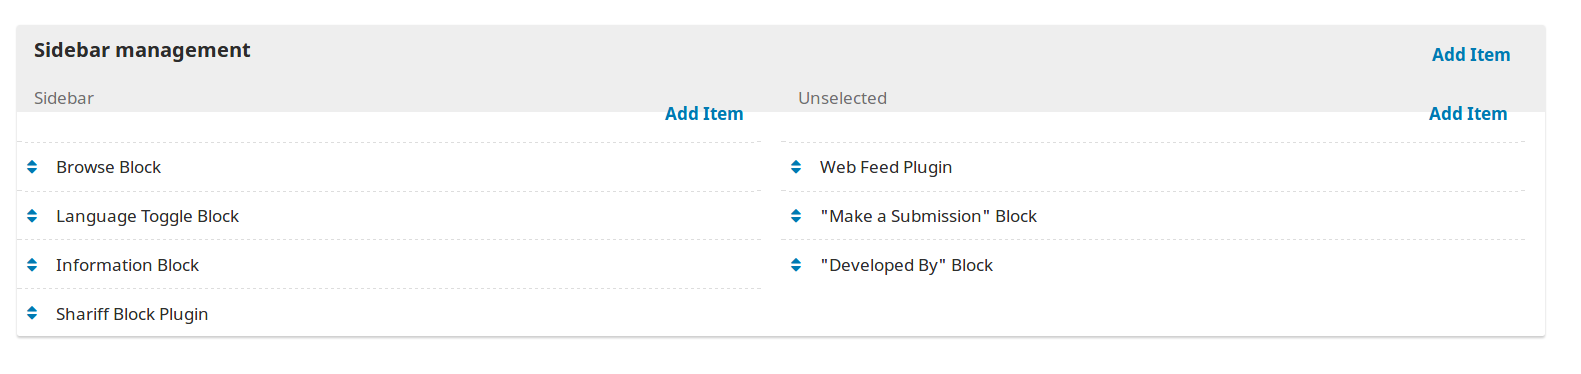 Sidebar management
Add Item
Sidebar
Add Item
Browse Block
Language Toggle Block
Information Block
Shariff Block Plugin
Unselected
Add Item
Web Feed Plugin
"Make a Submission" Block
"Developed By" Block